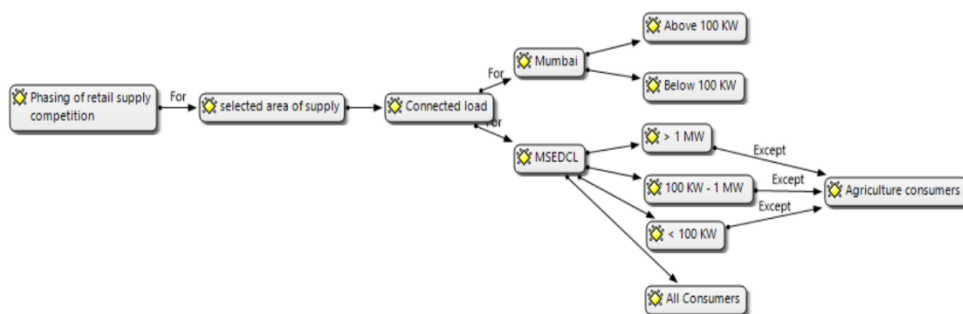 Phasing of retail supply
competition
For
selected area of supply
Connected load
For
Mumbai
Above 100 KW
Below 100 KW
For
MSEDCL
> 1 MW
Except
100 KW - 1 MW
Except
Agriculture consumers
< 100 KW
Except
All Consumers